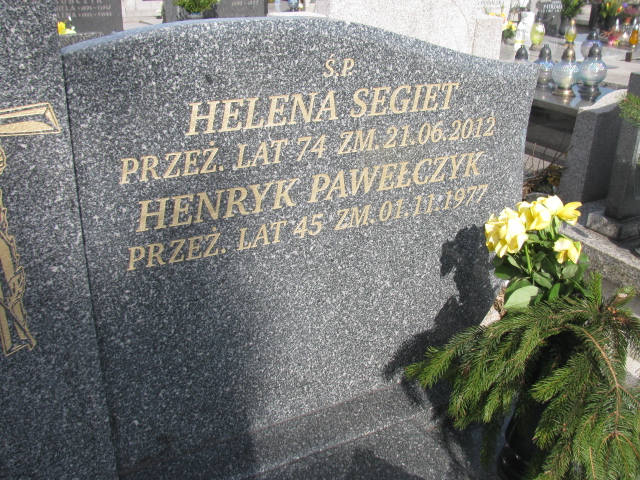 Ś.P.
HELENA SEGIET
PRZEŻ. LAT 74 ZM. 21.06.2012
HENRYK PAWEŁCZYK
PRZEŻ. LAT 45 ZM. 01.11.1977